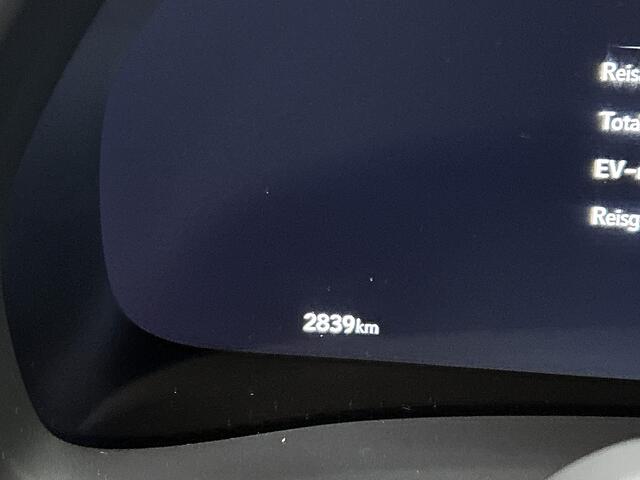 Reis
Tota
EV-
Reisg
2839km